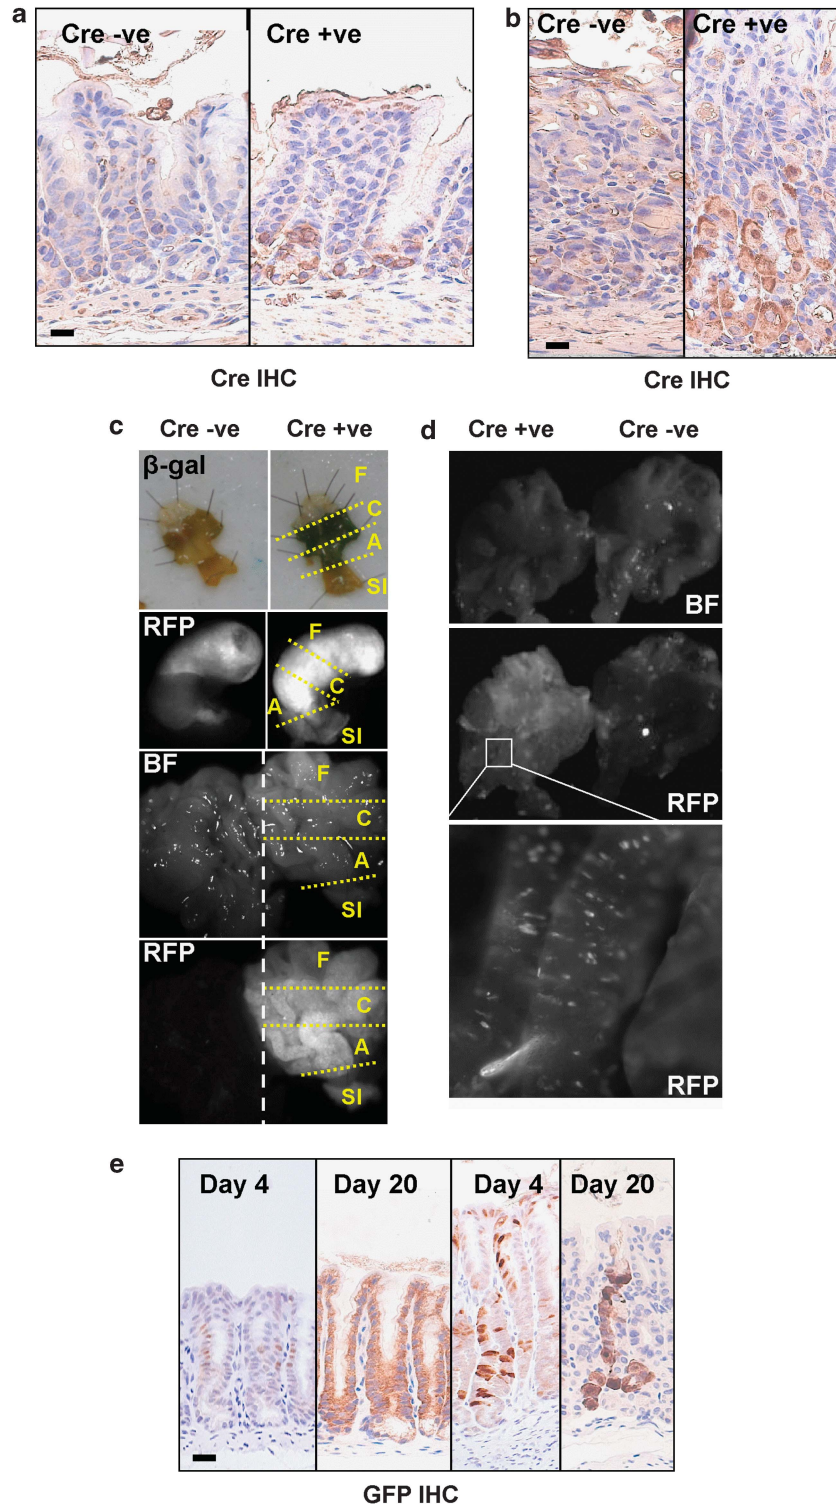 a
Cre -ve
Cre +ve
Cre IHC
b
Cre -ve
Cre +ve
Cre IHC
c
Cre -ve
Cre +ve
β-gal
F
C
A
SI
RFP
F
C
A
SI
BF
F
C
A
SI
RFP
F
C
A
SI
d
Cre +ve
Cre -ve
BF
RFP
RFP
e
Day 4
Day 20
Day 4
Day 20
GFP IHC